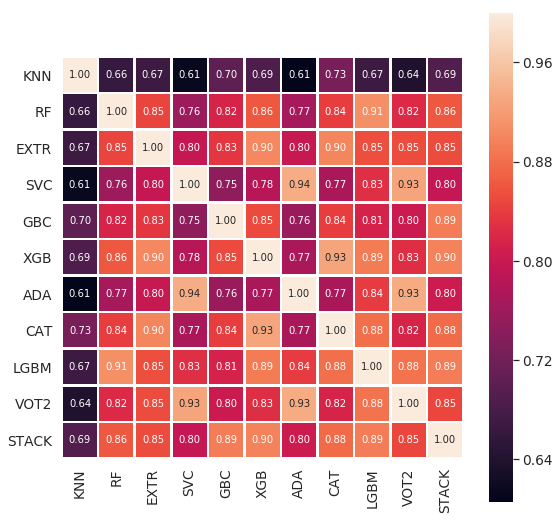 KNN 1.00 0.66 0.67 0.61 0.70 0.69 0.61 0.73 0.67 0.64 0.69
RF 0.66 1.00 0.85 0.76 0.82 0.86 0.77 0.84 0.91 0.82 0.86
EXTR 0.67 0.85 1.00 0.80 0.83 0.90 0.80 0.90 0.85 0.85 0.85
SVC 0.61 0.76 0.80 1.00 0.75 0.78 0.94 0.77 0.83 0.93 0.80
GBC 0.70 0.82 0.83 0.75 1.00 0.85 0.76 0.84 0.81 0.80 0.89
XGB 0.69 0.86 0.90 0.78 0.85 1.00 0.77 0.93 0.89 0.83 0.90
ADA 0.61 0.77 0.80 0.94 0.76 0.77 1.00 0.77 0.84 0.93 0.80
CAT 0.73 0.84 0.90 0.77 0.84 0.93 0.77 1.00 0.88 0.82 0.88
LGBM 0.67 0.91 0.85 0.83 0.81 0.89 0.84 0.88 1.00 0.88 0.89
VOT2 0.64 0.82 0.85 0.93 0.80 0.83 0.93 0.82 0.88 1.00 0.85
STACK 0.69 0.86 0.85 0.80 0.89 0.90 0.80 0.88 0.89 0.85 1.00
KNN RF EXTR SVC GBC XGB ADA CAT LGBM VOT2 STACK
0.96
0.88
0.80
0.72
0.64